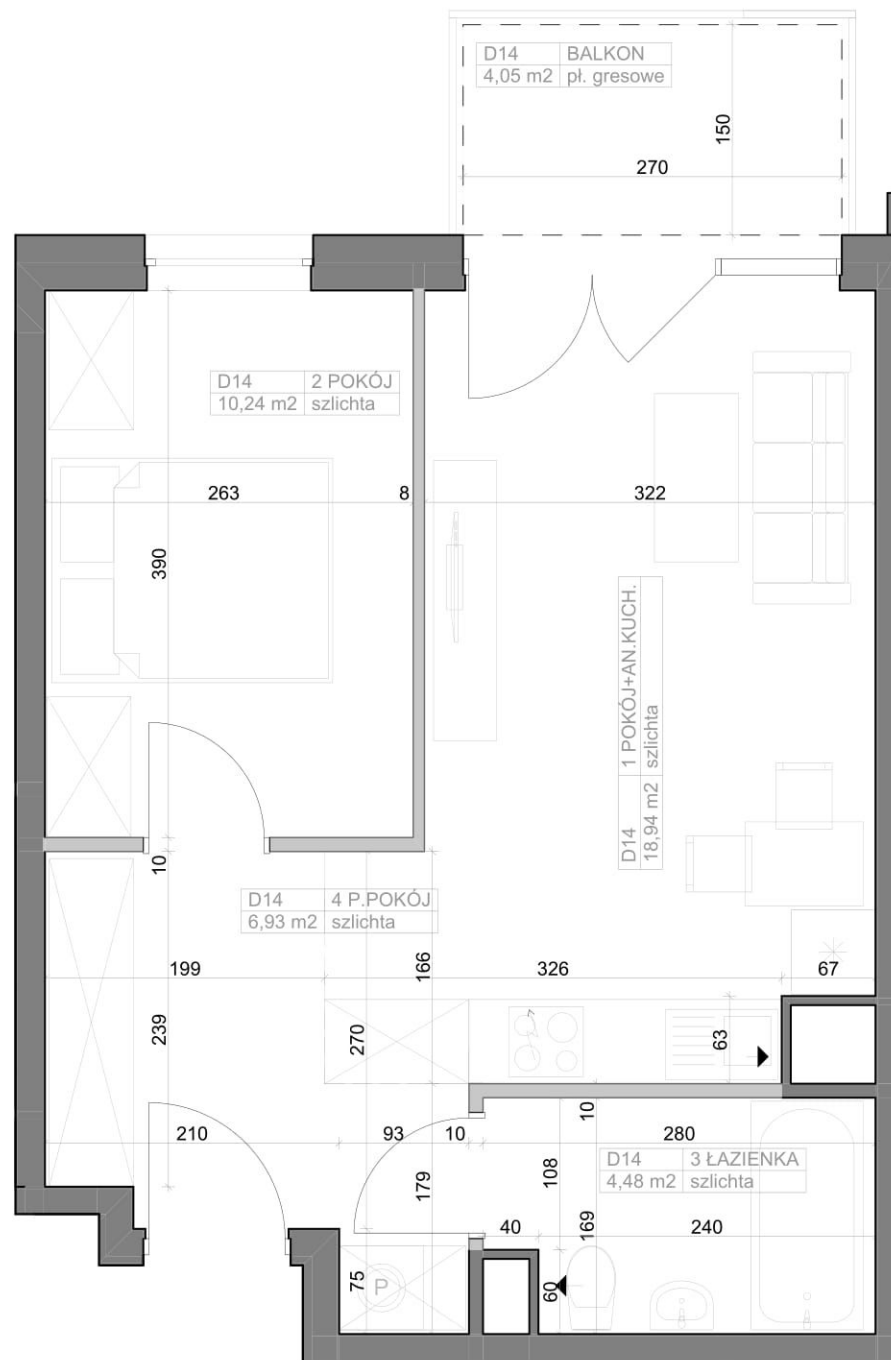 D14 BALKON
4,05 m2 pł. gresowe
150
270
D14 2 POKÓJ
10,24 m2 szlichta
263
8
322
390
D14 1 POKÓJ+AN.KUCH.
18,94 m2 szlichta
10
D14 4 P.POKÓJ
6,93 m2 szlichta
199
166
326
67
239
270
63
210
93
10
10
280
108
D14 3 ŁAZIENKA
4,48 m2 szlichta
179
40
169
240
75
P
60